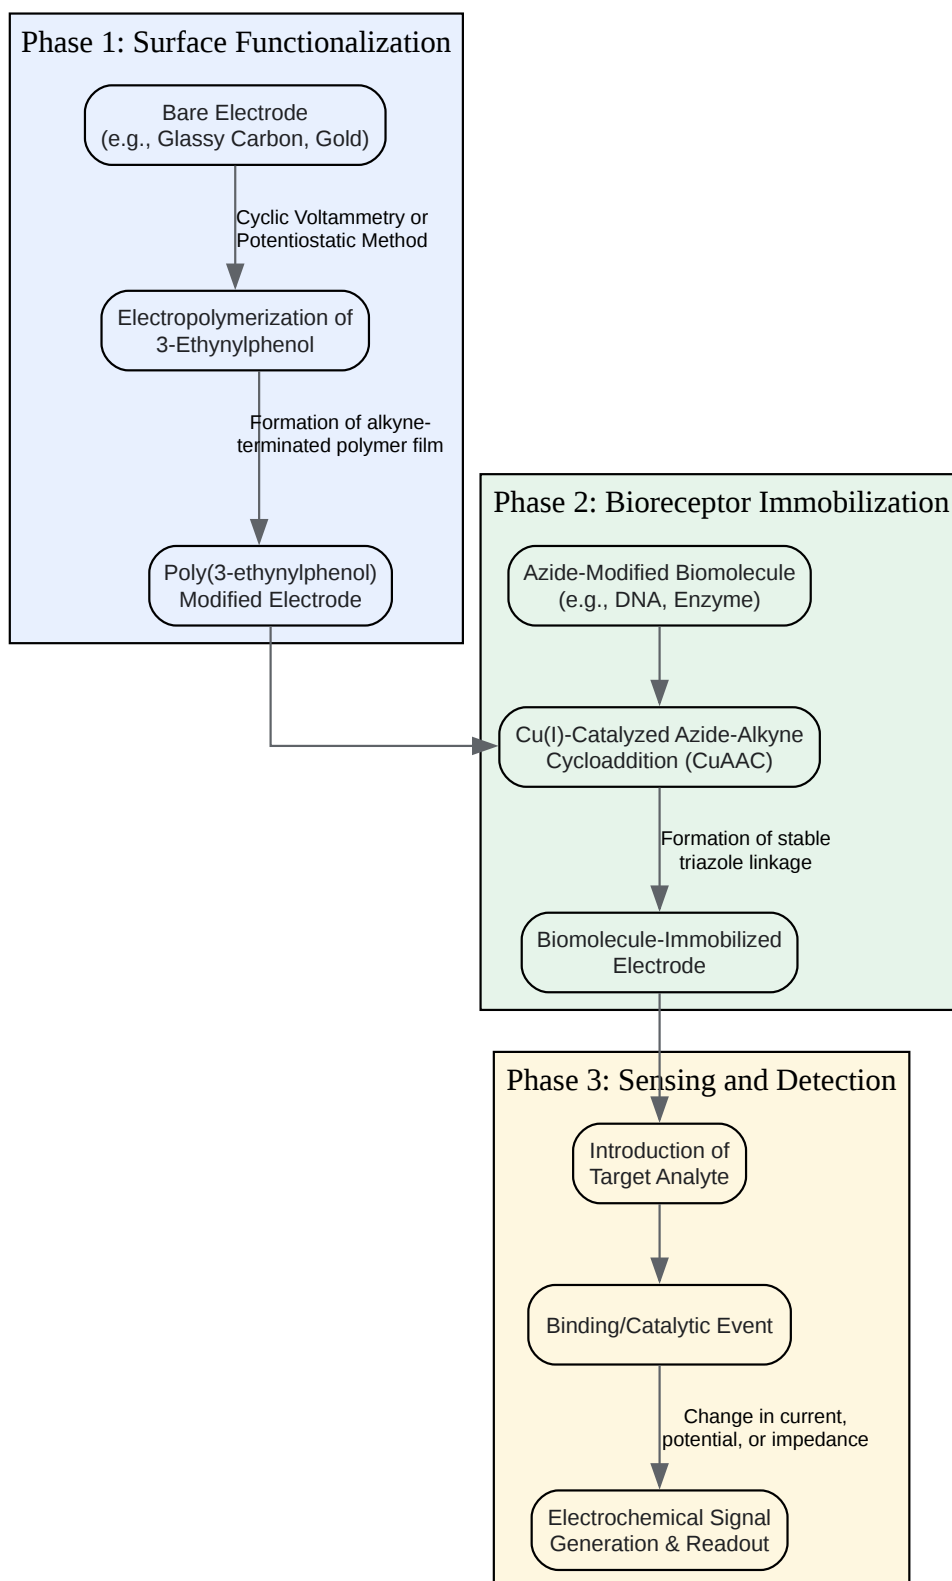 Phase 1: Surface Functionalization
Bare Electrode
(e.g., Glassy Carbon, Gold)
Cyclic Voltammetry or
Potentiostatic Method
Electropolymerization of
3-Ethynylphenol
Formation of alkyne-
terminated polymer film
Poly(3-ethynylphenol)
Modified Electrode
Phase 2: Bioreceptor Immobilization
Azide-Modified Biomolecule
(e.g., DNA, Enzyme)
Cu(I)-Catalyzed Azide-Alkyne
Cycloaddition (CuAAC)
Formation of stable
triazole linkage
Biomolecule-Immobilized
Electrode
Phase 3: Sensing and Detection
Introduction of
Target Analyte
Binding/Catalytic Event
Change in current,
potential, or impedance
Electrochemical Signal
Generation & Readout